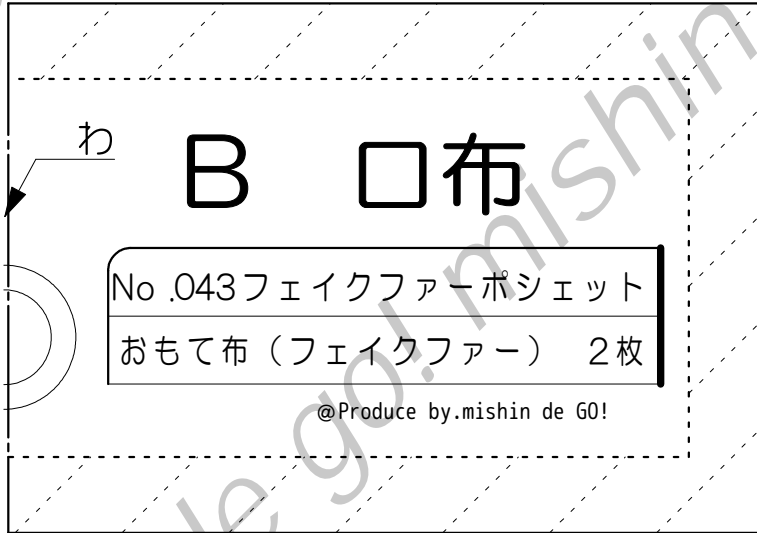 わ
B 口布
No .043フェイクファーポシェット
おもて布（フェイクファー） 2枚
@Produce by.mishin de GO!
de go! mishin